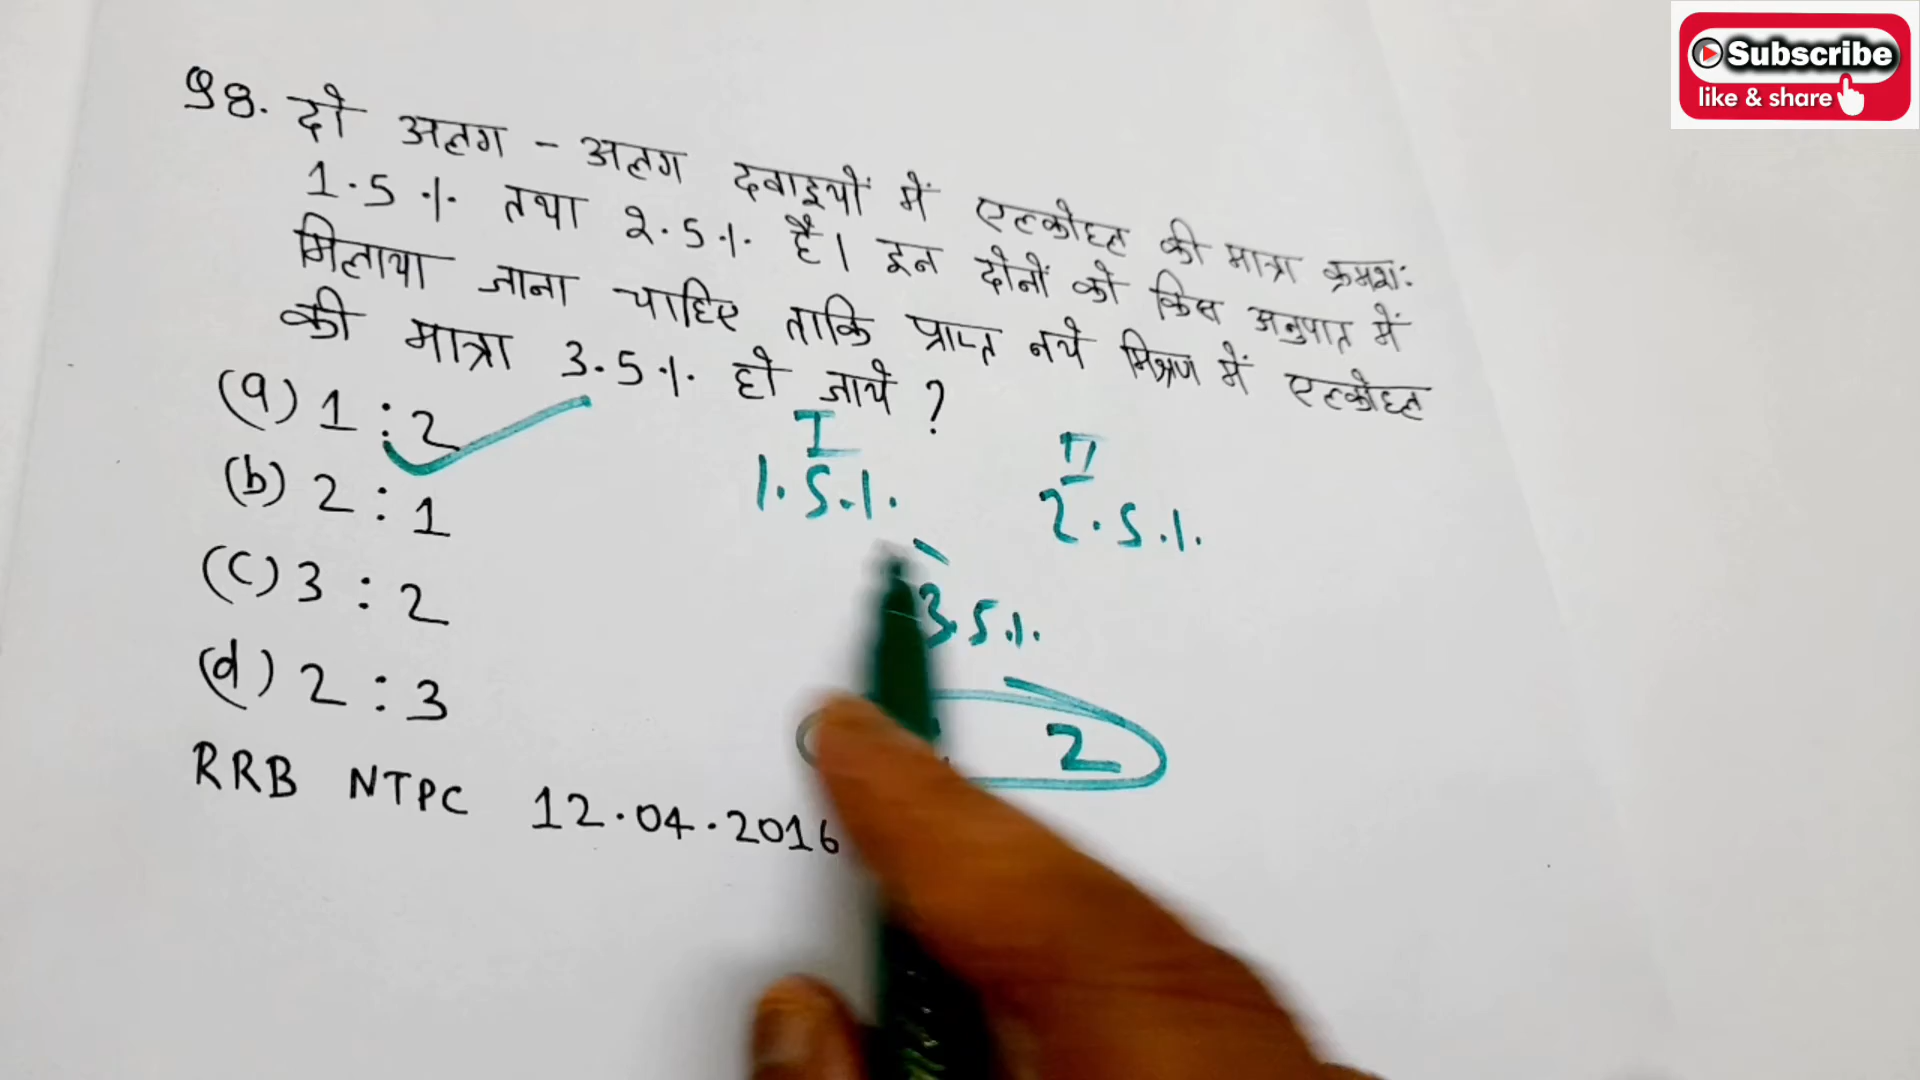 98. दो अलग - अलग दवाइयों में एल्कोहल की मात्रा क्रमशः
1.5 % तथा 2.5 % है। इन दोनों को किस अनुपात में
मिलाया जाना चाहिए ताकि प्राप्त नये मिश्रण में एल्कोहल
की मात्रा 3.5 % हो जाये ?
(a) 1 : 2
(b) 2 : 1
(c) 3 : 2
(d) 2 : 3
RRB NTPC 12.04.2016
I II
1.5 % 2.5 %
3.5 %
2
Subscribe
like & share